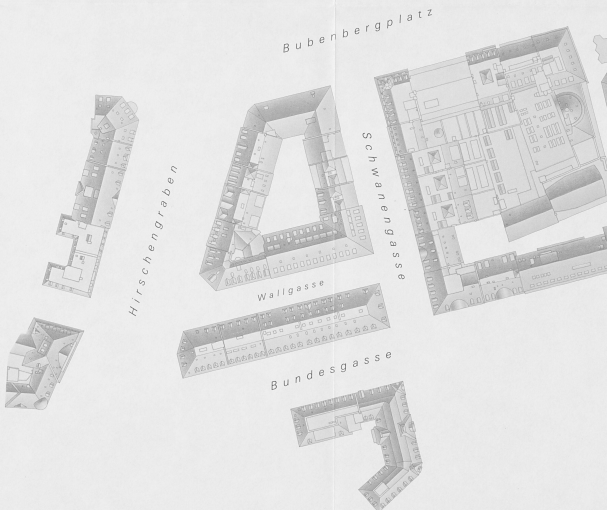 Bubenbergplatz
Hirschengraben
Schwanengasse
Wallgasse
Bundesgasse